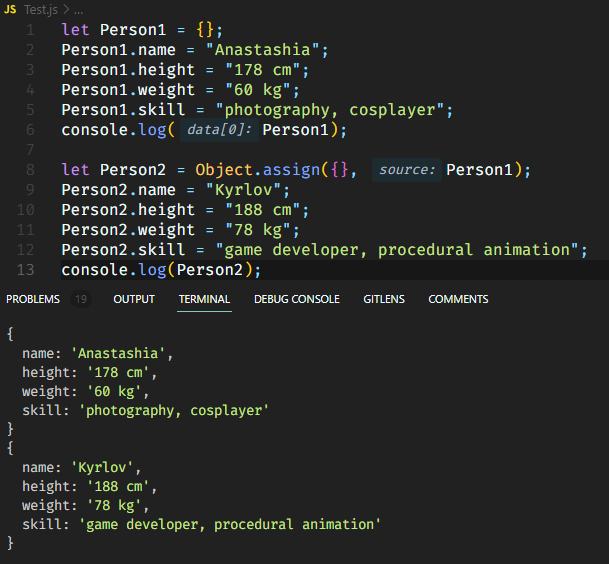 JS Test.js > ...
1 let Person1 = {};
2 Person1.name = "Anastashia";
3 Person1.height = "178 cm";
4 Person1.weight = "60 kg";
5 Person1.skill = "photography, cosplayer";
6 console.log( data[0]: Person1);
7
8 let Person2 = Object.assign({}, source: Person1);
9 Person2.name = "Kyrlov";
10 Person2.height = "188 cm";
11 Person2.weight = "78 kg";
12 Person2.skill = "game developer, procedural animation";
13 console.log(Person2);
PROBLEMS 19 OUTPUT TERMINAL DEBUG CONSOLE GITLENS COMMENTS
{
  name: 'Anastashia',
  height: '178 cm',
  weight: '60 kg',
  skill: 'photography, cosplayer'
}
{
  name: 'Kyrlov',
  height: '188 cm',
  weight: '78 kg',
  skill: 'game developer, procedural animation'
}